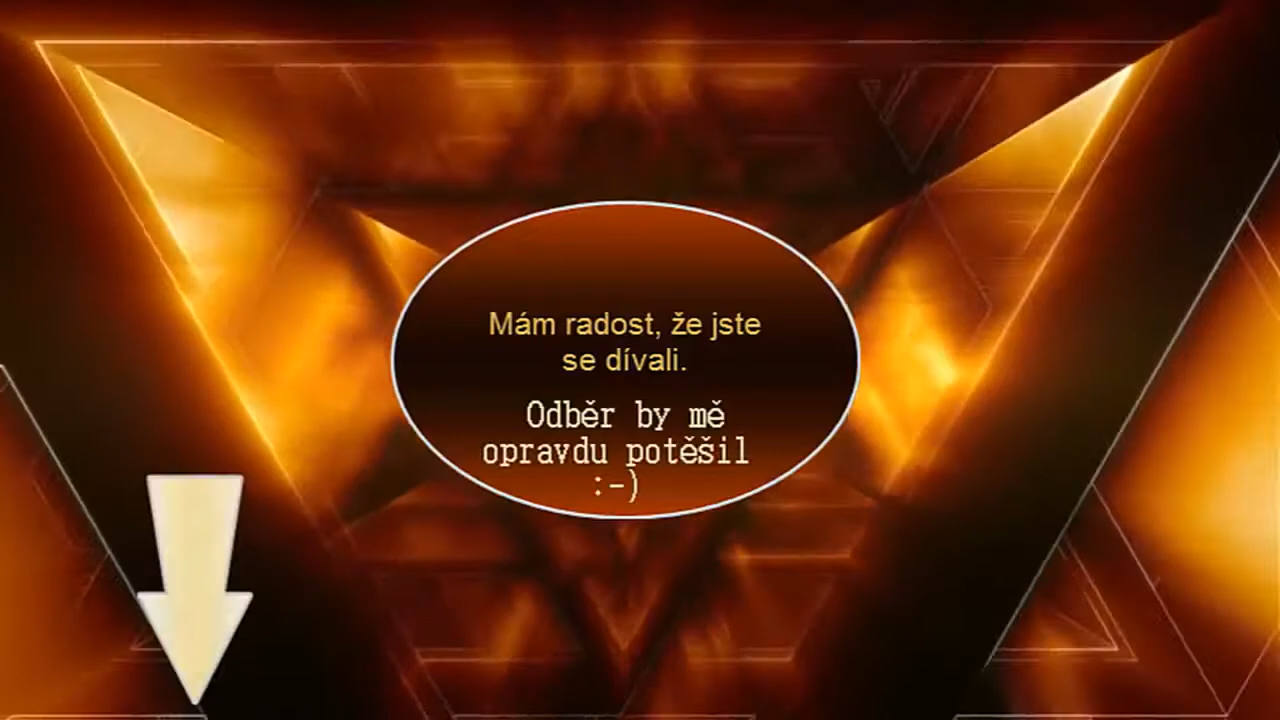 Mám radost, že jste
se dívali.
Odběr by mě
opravdu potěšil
:-)